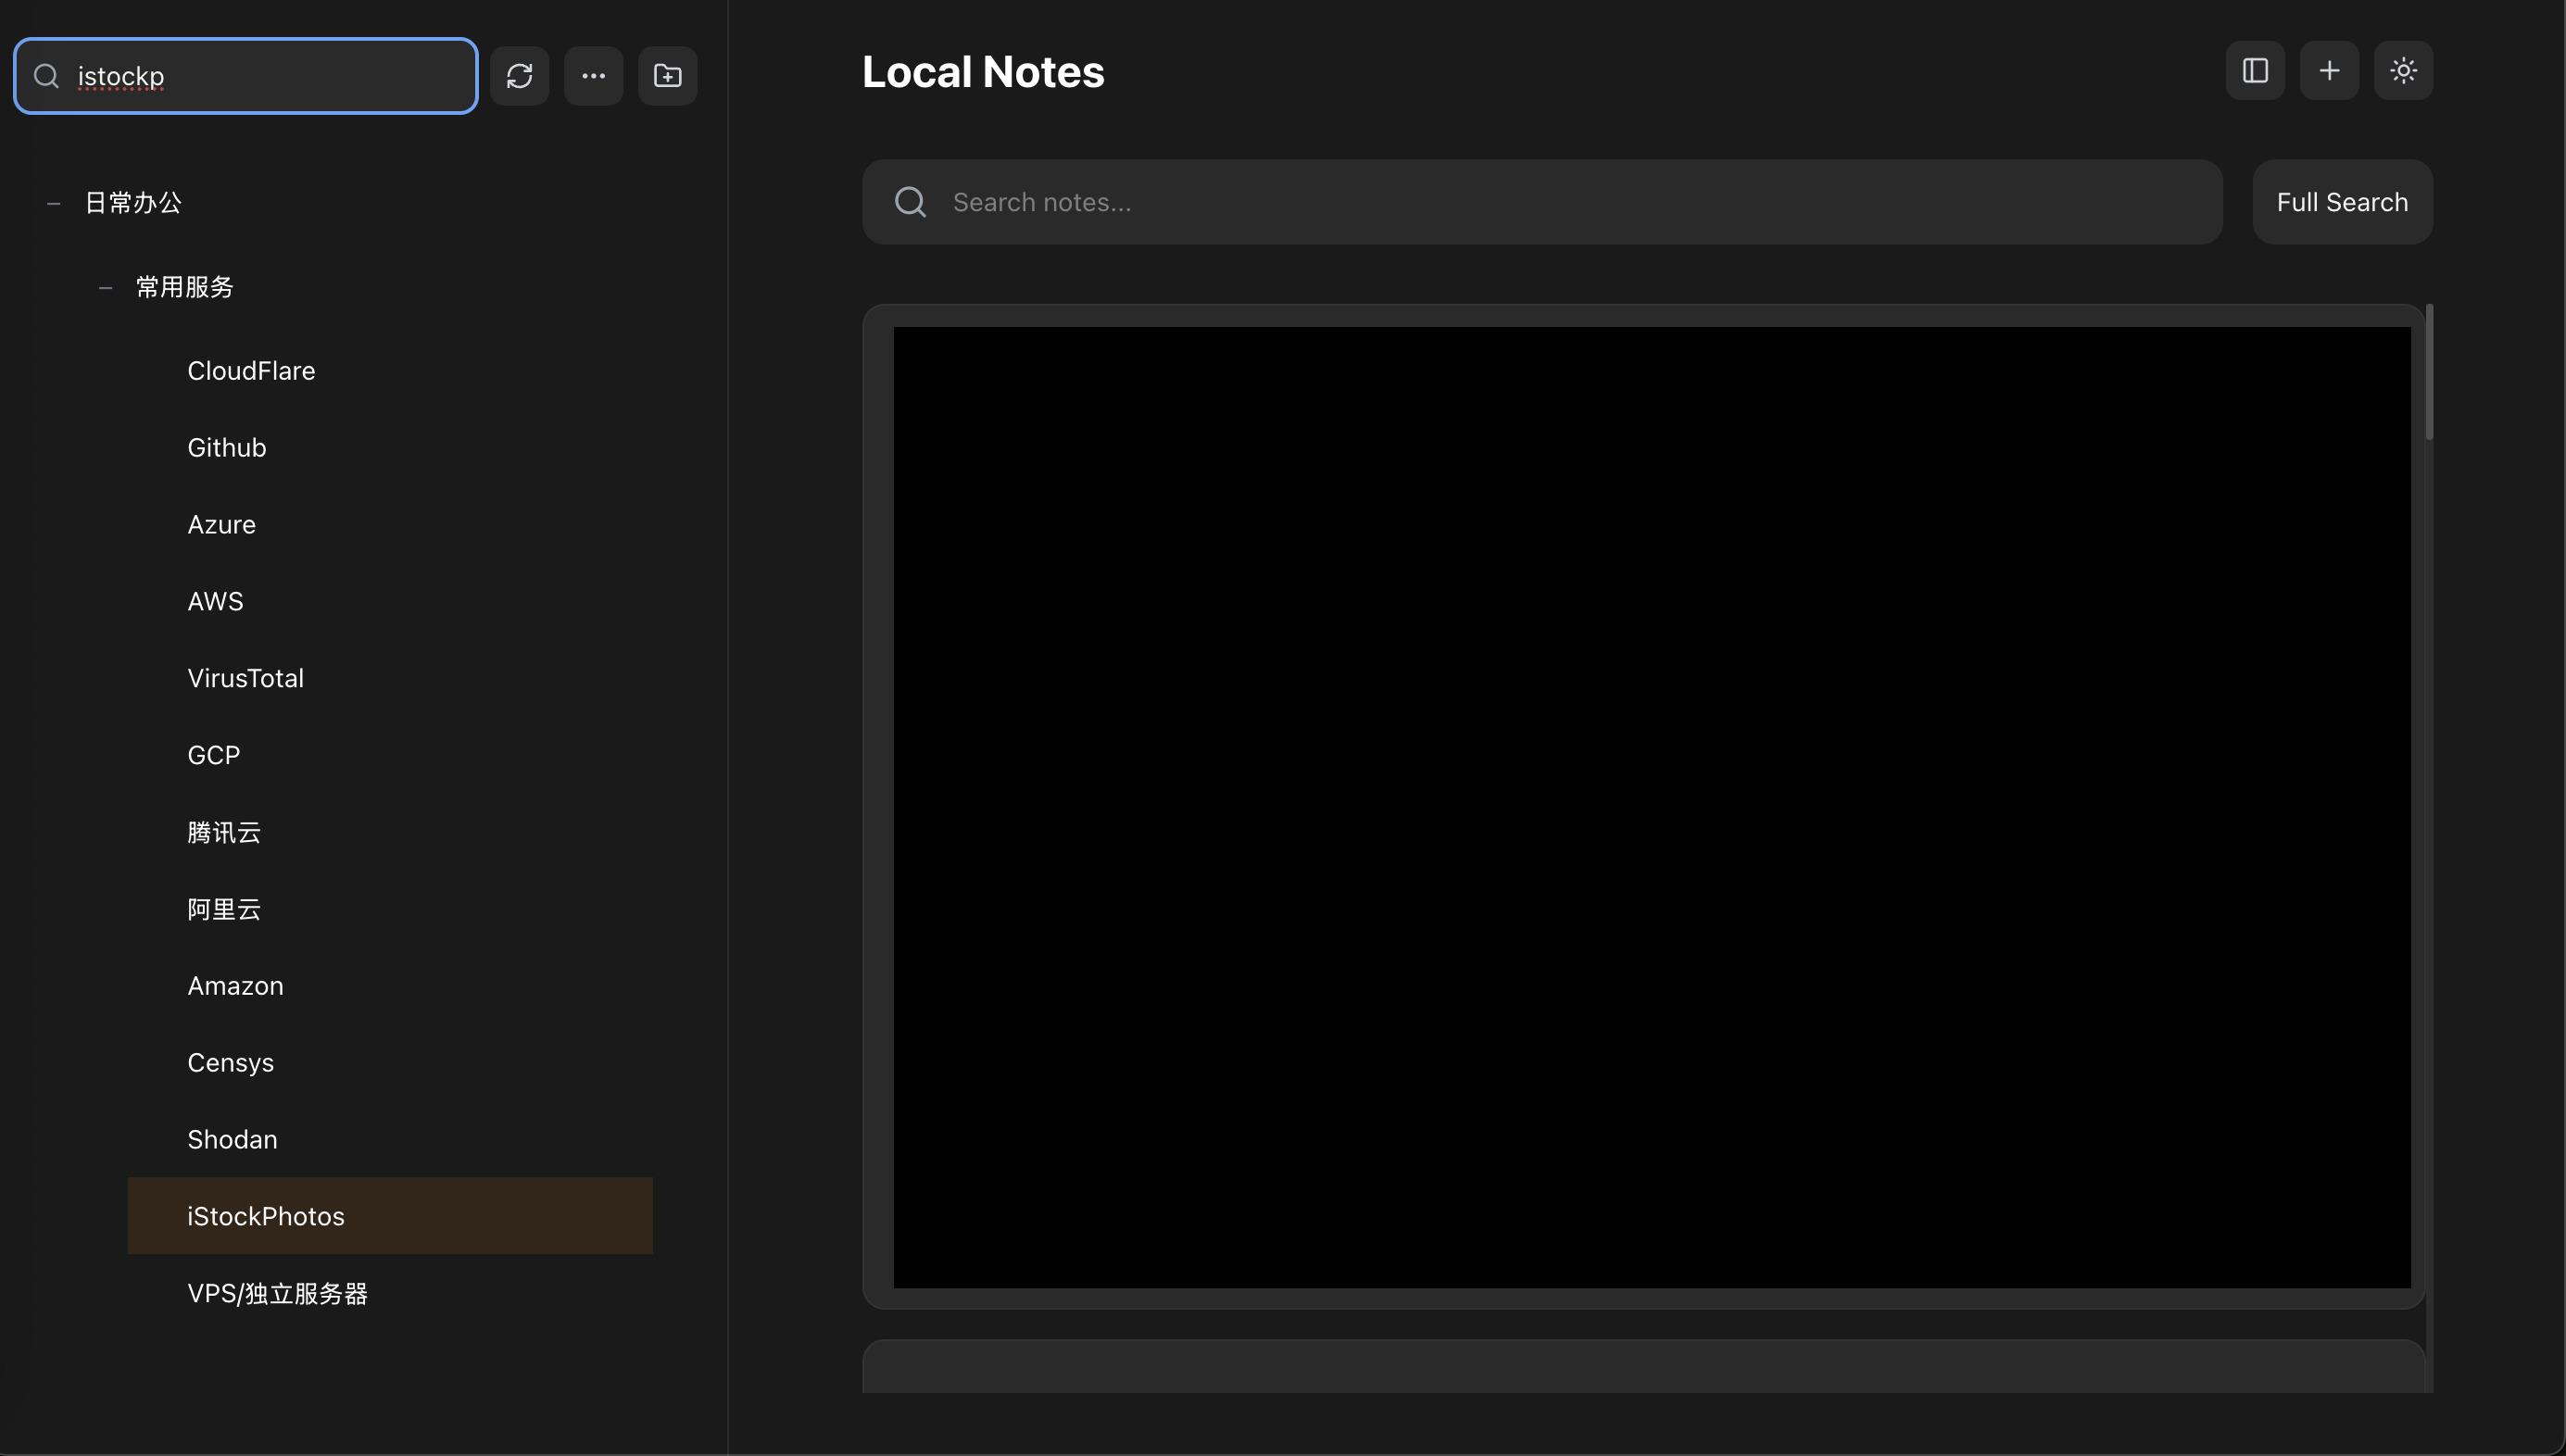 istockp
日常办公
常用服务
CloudFlare
Github
Azure
AWS
VirusTotal
GCP
腾讯云
阿里云
Amazon
Censys
Shodan
iStockPhotos
VPS/独立服务器
Local Notes
Search notes...
Full Search